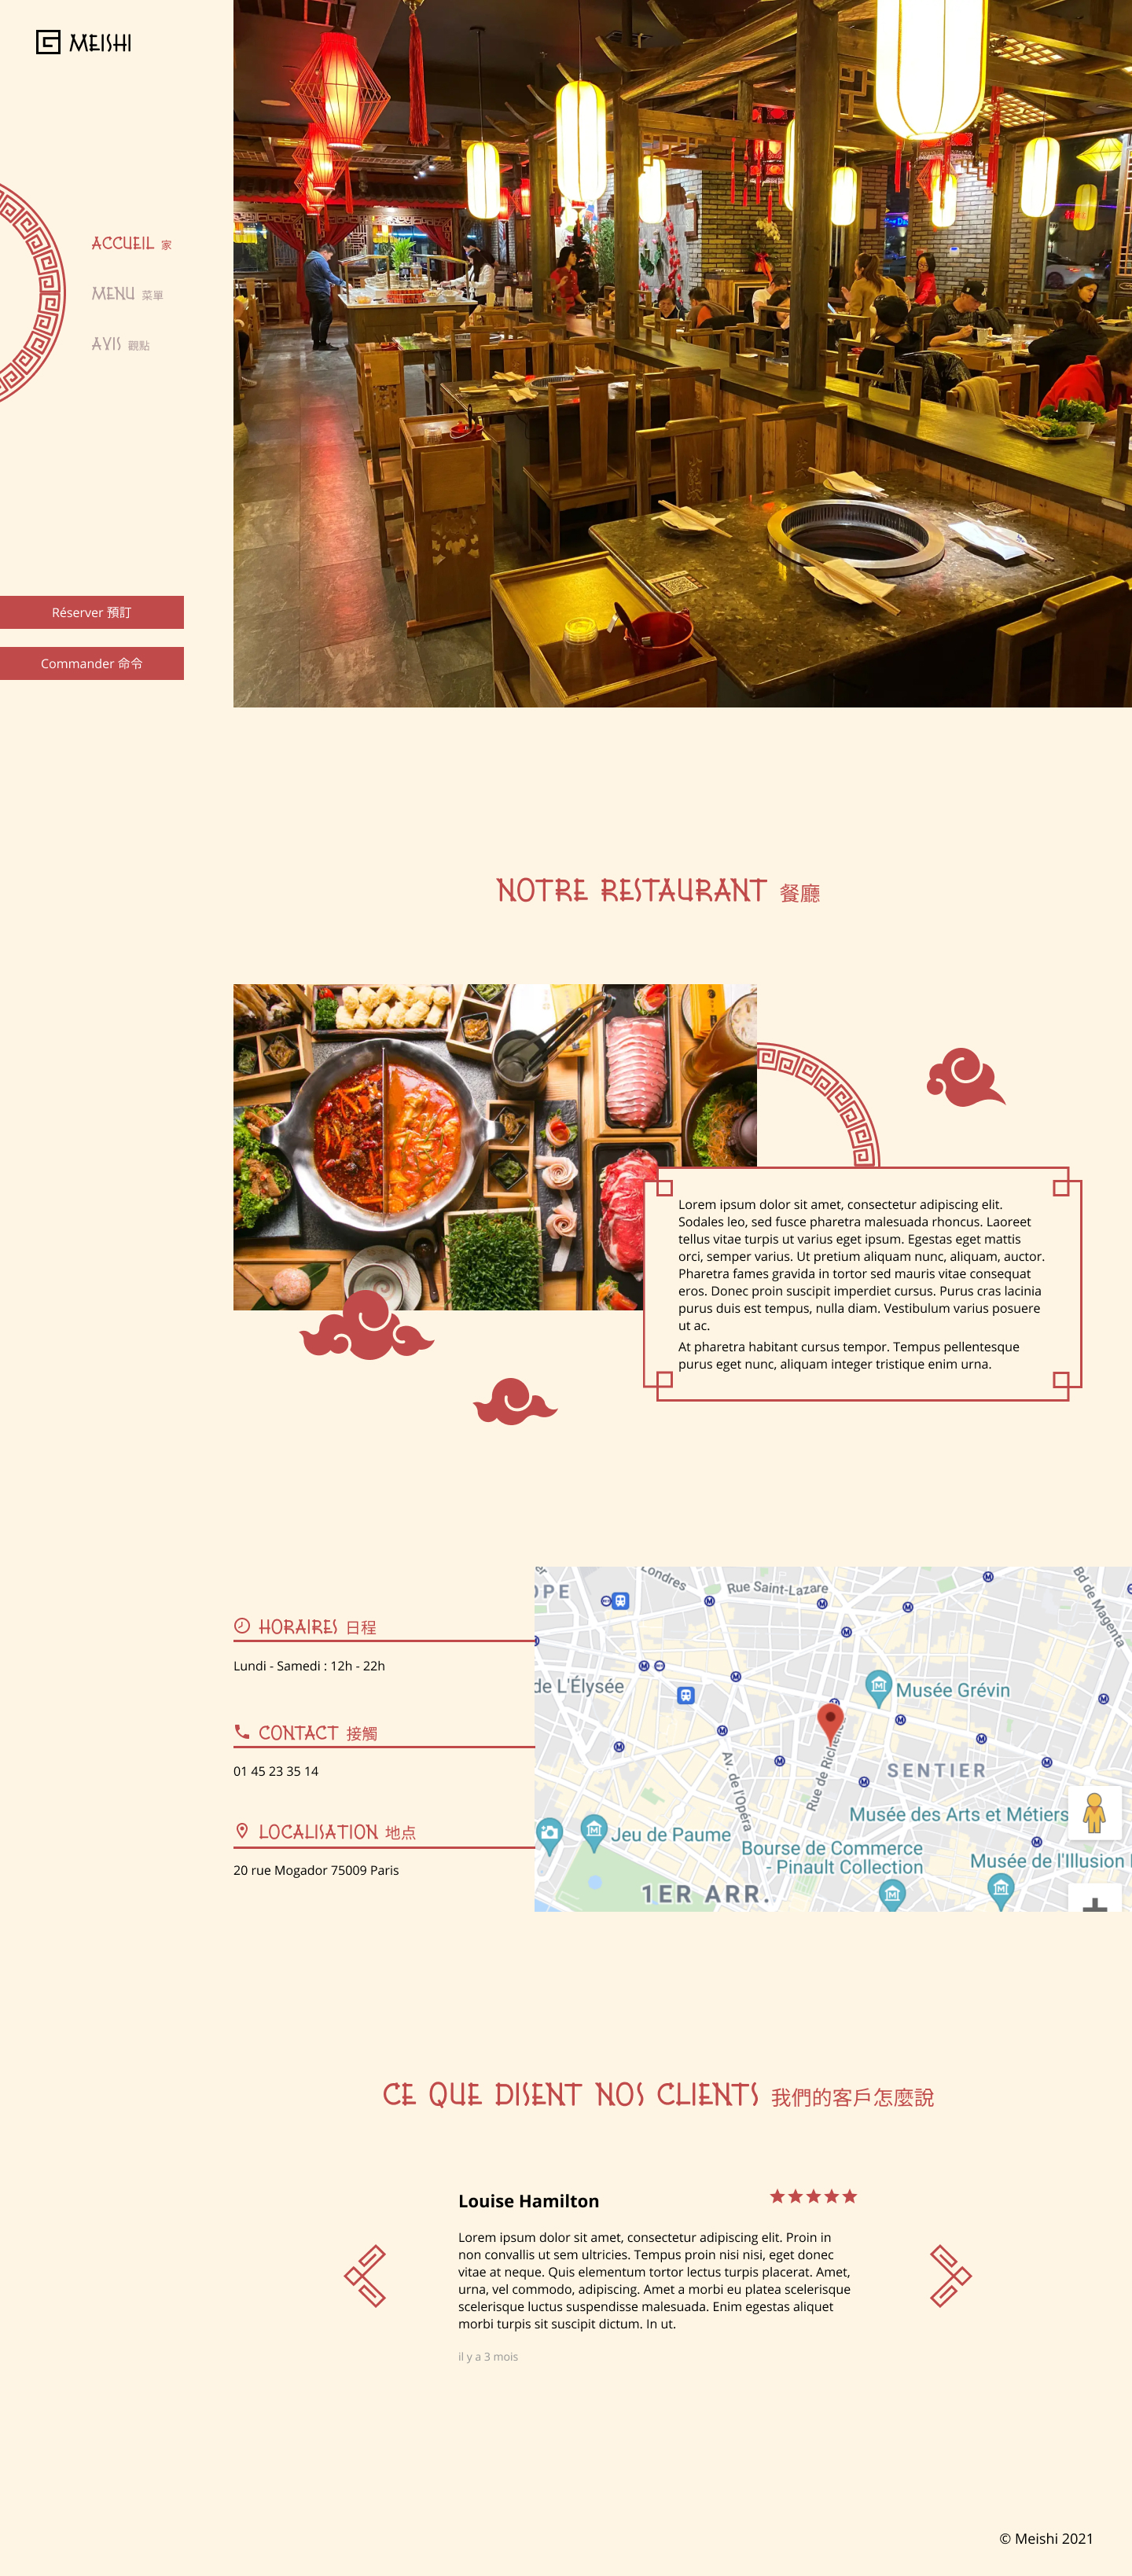 MEISHI
ACCUEIL 家
MENU 菜單
AVIS 觀點
Réserver 預訂
Commander 命令
NOTRE RESTAURANT 餐廳
Lorem ipsum dolor sit amet, consectetur adipiscing elit.
Sodales leo, sed fusce pharetra malesuada rhoncus. Laoreet
tellus vitae turpis ut varius eget ipsum. Egestas eget mattis
orci, semper varius. Ut pretium aliquam nunc, aliquam, auctor.
Pharetra fames gravida in tortor sed mauris vitae consequat
eros. Donec proin suscipit imperdiet cursus. Purus cras lacinia
purus duis est tempus, nulla diam. Vestibulum varius posuere
ut ac.
At pharetra habitant cursus tempor. Tempus pellentesque
purus eget nunc, aliquam integer tristique enim urna.
HORAIRES 日程
Lundi - Samedi : 12h - 22h
CONTACT 接觸
01 45 23 35 14
LOCALISATION 地点
20 rue Mogador 75009 Paris
OPE
Londres
Rue Saint-Lazare
Bd de Magenta
de L'Élysée
Musée Grévin
Av. de l'Opéra
Rue de Richelieu
SENTIER
Musée des Arts et Métiers
Jeu de Paume
Bourse de Commerce
- Pinault Collection
Musée de l'Illusion
1ER ARR.
CE QUE DISENT NOS CLIENTS 我們的客戶怎麼說
Louise Hamilton
Lorem ipsum dolor sit amet, consectetur adipiscing elit. Proin in
non convallis ut sem ultricies. Tempus proin nisi nisi, eget donec
vitae at neque. Quis elementum tortor lectus turpis placerat. Amet,
urna, vel commodo, adipiscing. Amet a morbi eu platea scelerisque
scelerisque luctus suspendisse malesuada. Enim egestas aliquet
morbi turpis sit suscipit dictum. In ut.
il y a 3 mois
© Meishi 2021